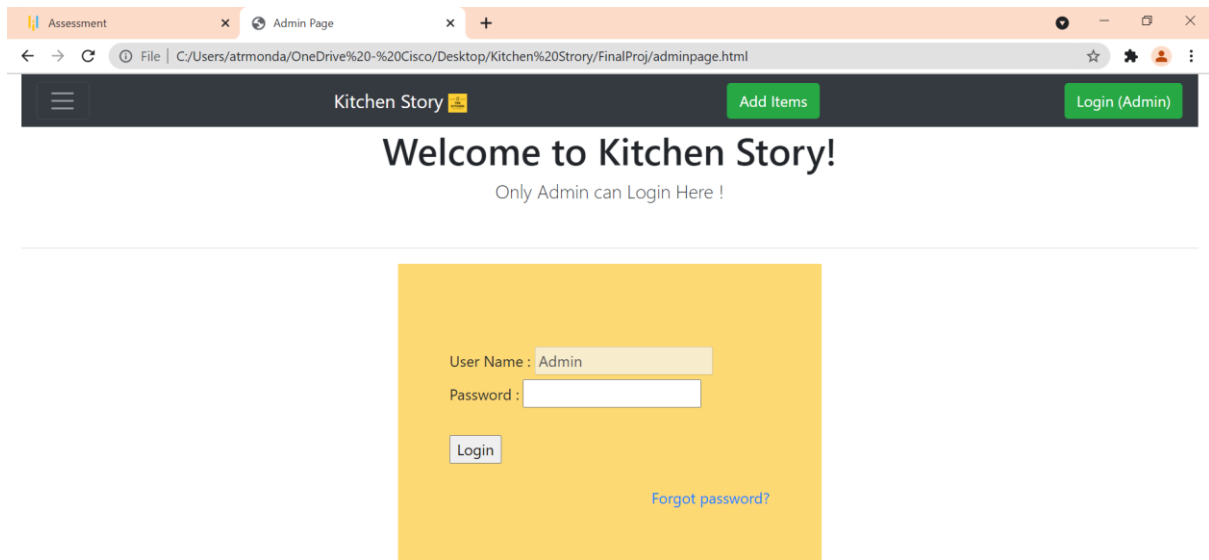 Assessment
Admin Page
File
C:/Users/atrmonda/OneDrive%20-%20Cisco/Desktop/Kitchen%20Strory/FinalProj/adminpage.html
Kitchen Story
Add Items
Login (Admin)
Welcome to Kitchen Story!
Only Admin can Login Here !
User Name : Admin
Password :
Login
Forgot password?